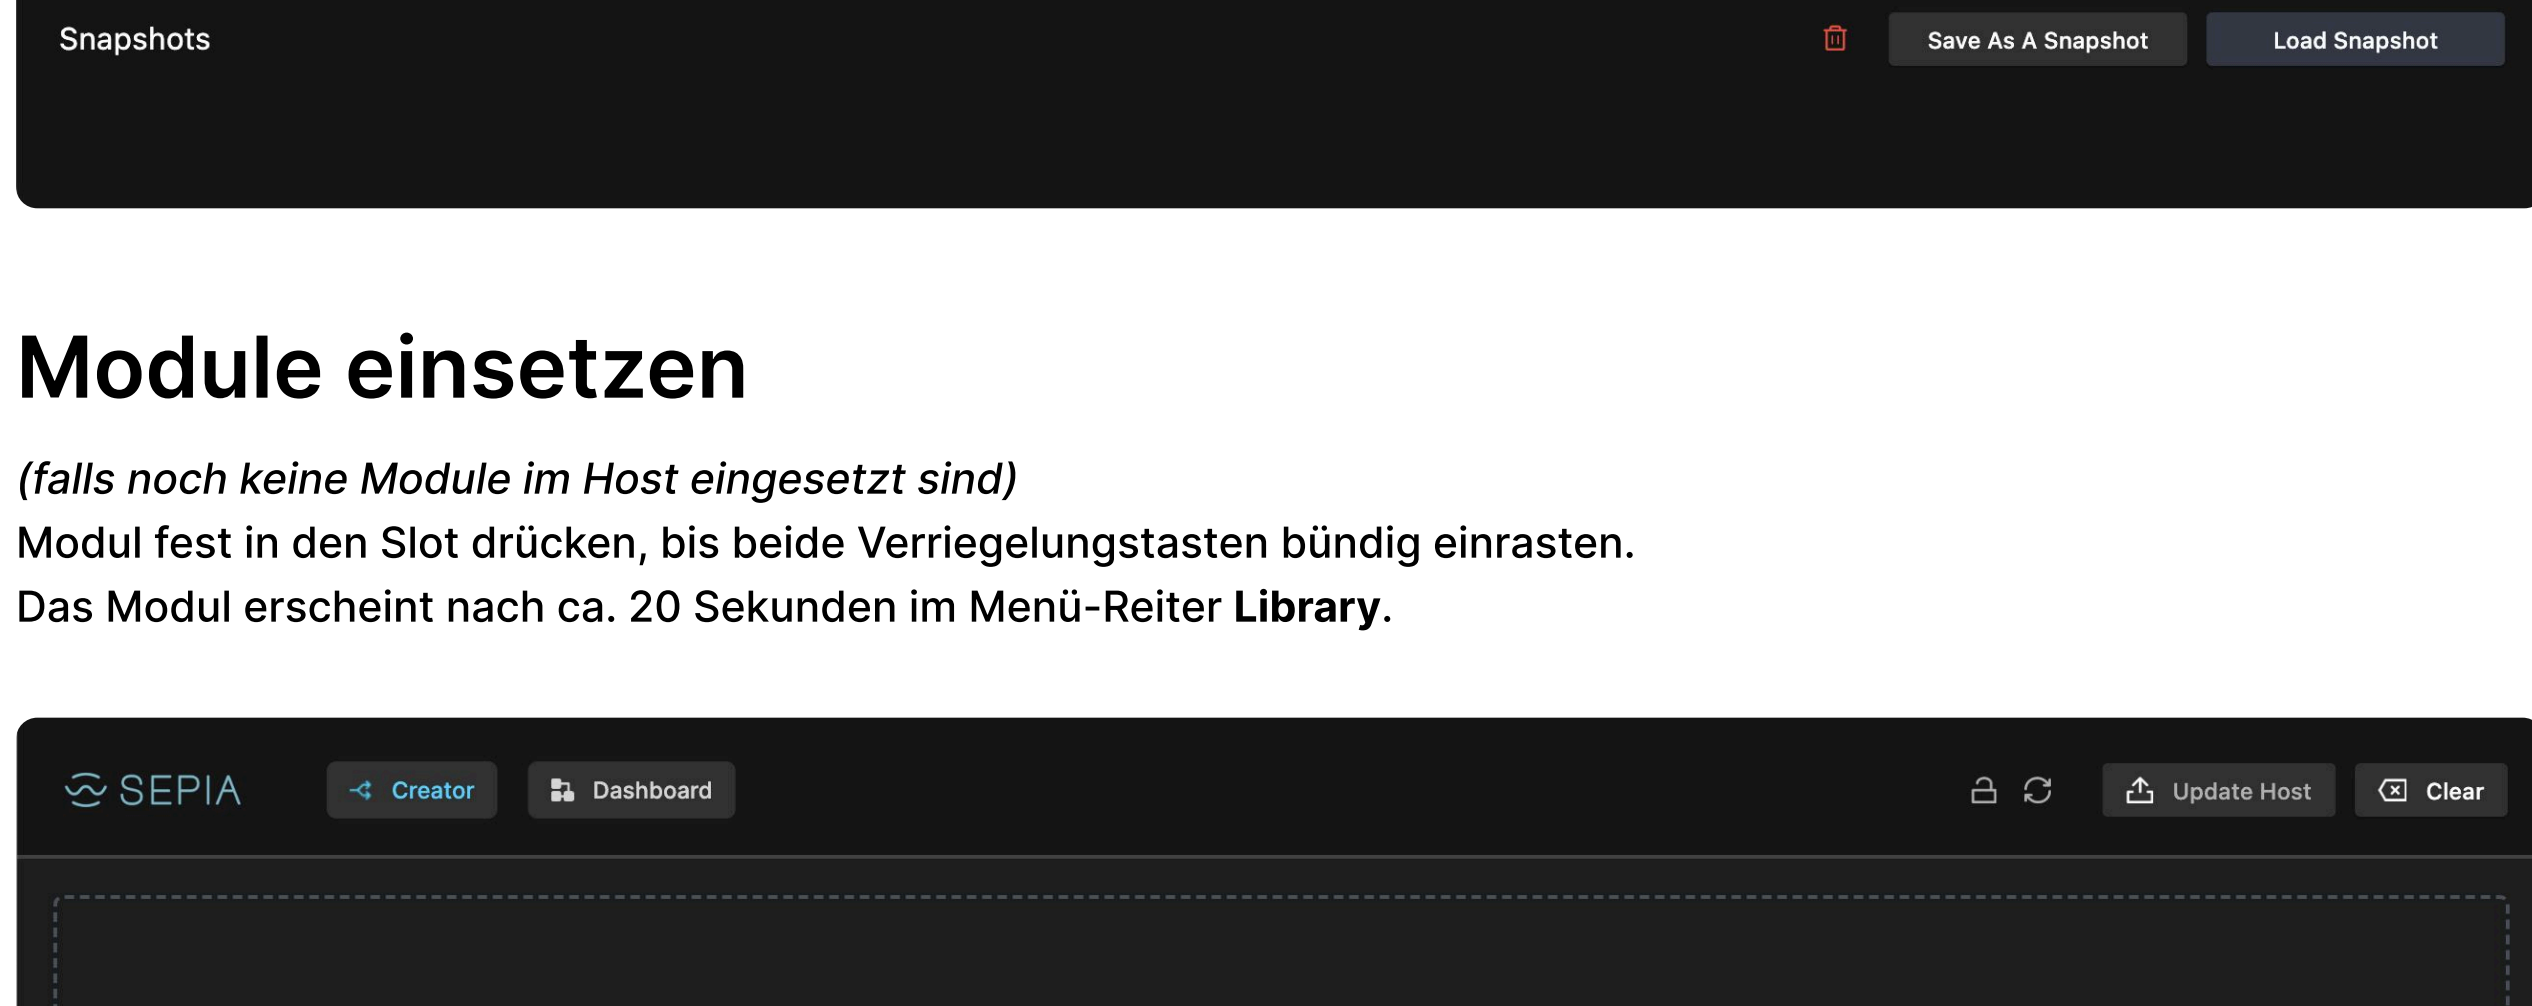 Snapshots Save As A Snapshot Load Snapshot
Module einsetzen
(falls noch keine Module im Host eingesetzt sind)
Modul fest in den Slot drücken, bis beide Verriegelungstasten bündig einrasten.
Das Modul erscheint nach ca. 20 Sekunden im Menü-Reiter Library.
SEPIA Creator Dashboard Update Host Clear